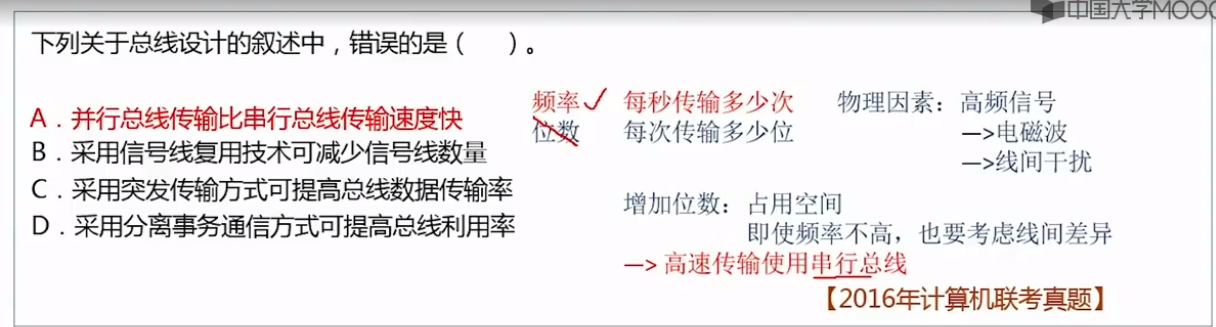 中国大学MOOC
下列关于总线设计的叙述中，错误的是（　　）。
A．并行总线传输比串行总线传输速度快
B．采用信号线复用技术可减少信号线数量
C．采用突发传输方式可提高总线数据传输率
D．采用分离事务通信方式可提高总线利用率
频率✓ 每秒传输多少次 物理因素：高频信号
位数 每次传输多少位 —>电磁波
—>线间干扰
增加位数：占用空间
即使频率不高，也要考虑线间差异
—> 高速传输使用串行总线
【2016年计算机联考真题】